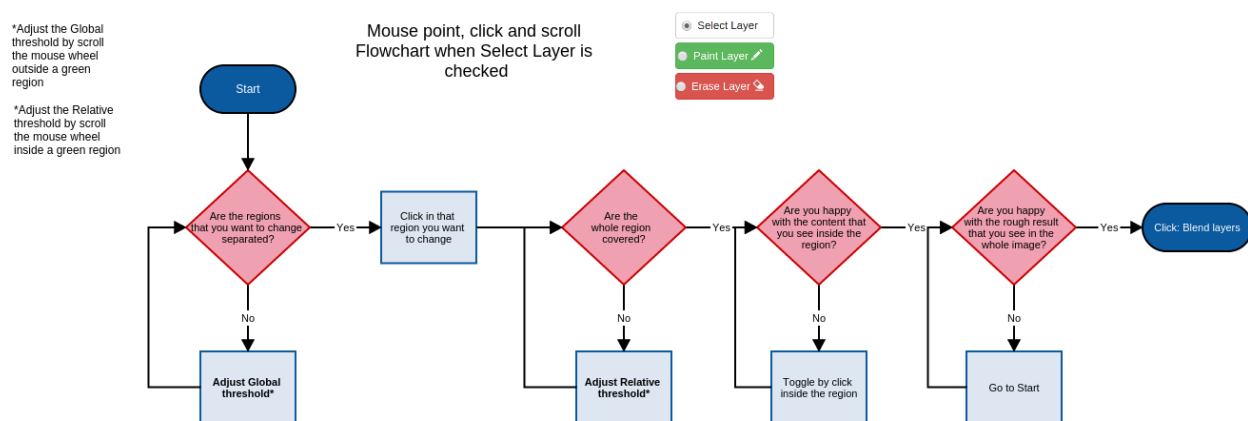 *Adjust the Global
threshold by scroll
the mouse wheel
outside a green
region
*Adjust the Relative
threshold by scroll
the mouse wheel
inside a green region
Mouse point, click and scroll
Flowchart when Select Layer is
checked
Select Layer
Paint Layer
Erase Layer
Start
Are the regions
that you want to change
separated?
Yes
No
Adjust Global
threshold*
Click in that
region you want
to change
Are the
whole region
covered?
Yes
No
Adjust Relative
threshold*
Are you happy
with the content that
you see inside the
region?
Yes
No
Toggle by click
inside the region
Are you happy
with the rough result
that you see in the
whole image?
Yes
No
Go to Start
Click: Blend layers